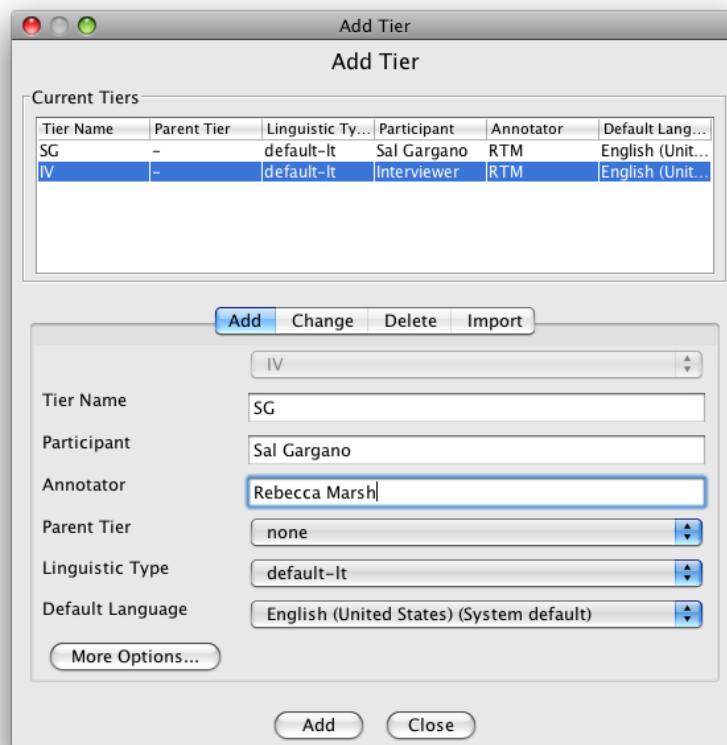 Add Tier
Add Tier
Current Tiers
Tier Name Parent Tier Linguistic Ty... Participant Annotator Default Lang...
SG – default-lt Sal Gargano RTM English (Unit...
IV – default-lt Interviewer RTM English (Unit...
Add Change Delete Import
IV
Tier Name SG
Participant Sal Gargano
Annotator Rebecca Marsh
Parent Tier none
Linguistic Type default-lt
Default Language English (United States) (System default)
More Options...
Add Close